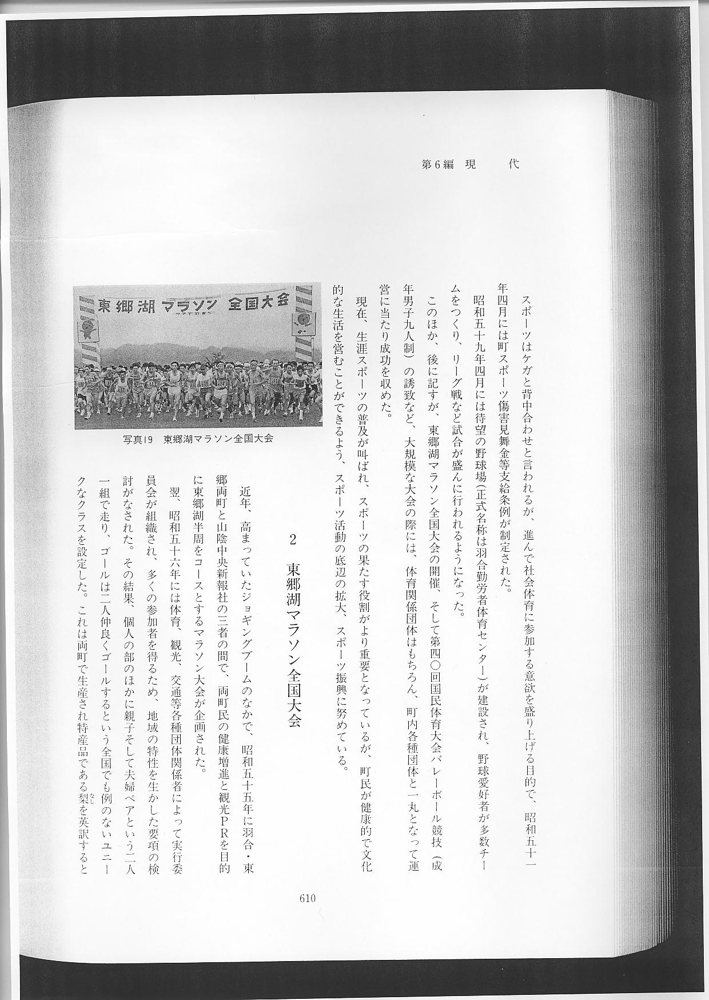 第6編 現 代
スポーツはケガと背中合わせと言われるが、進んで社会体育に参加する意欲を盛り上げる目的で、昭和五十一
年四月には町スポーツ傷害見舞金等支給条例が制定された。
昭和五十九年四月には待望の野球場(正式名称は羽合勤労者体育センター)が建設され、野球愛好者が多数チー
ムをつくり、リーグ戦など試合が盛んに行われるようになった。
このほか、後に記すが、東郷湖マラソン全国大会の開催、そして第四〇回国民体育大会バレーボール競技(成
年男子九人制)の誘致など、大規模な大会の際には、体育関係団体はもちろん、町内各種団体と一丸となって運
営に当たり成功を収めた。
現在、生涯スポーツの普及が叫ばれ、スポーツの果たす役割がより重要となっているが、町民が健康的で文化
的な生活を営むことができるよう、スポーツ活動の底辺の拡大、スポーツ振興に努めている。
東郷湖マラソン 全国大会
写真19 東郷湖マラソン全国大会
2 東郷湖マラソン全国大会
近年、高まっていたジョギングブームのなかで、昭和五十五年に羽合・東
郷両町と山陰中央新報社の三者の間で、両町民の健康増進と観光PRを目的
に東郷湖半周をコースとするマラソン大会が企画された。
翌、昭和五十六年には体育、観光、交通等各種団体関係者によって実行委
員会が組織され、多くの参加者を得るため、地域の特性を生かした要項の検
討がなされた。その結果、個人の部のほかに親子そして夫婦ペアという二人
一組で走り、ゴールは二人仲良くゴールするという全国でも例のないユニー
クなクラスを設定した。これは両町で生産され特産品である梨を英訳すると
なし
610